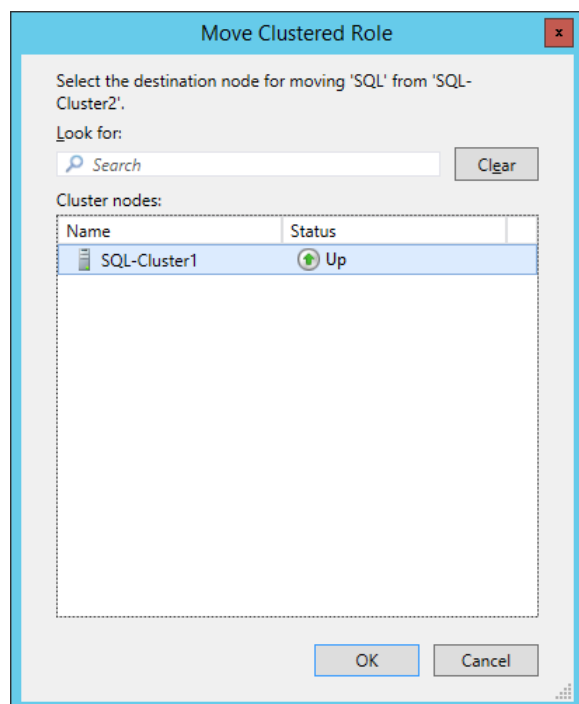 Move Clustered Role
x
Select the destination node for moving 'SQL' from 'SQL-
Cluster2'.
Look for:
Search
Clear
Cluster nodes:
Name Status
SQL-Cluster1 Up
OK Cancel